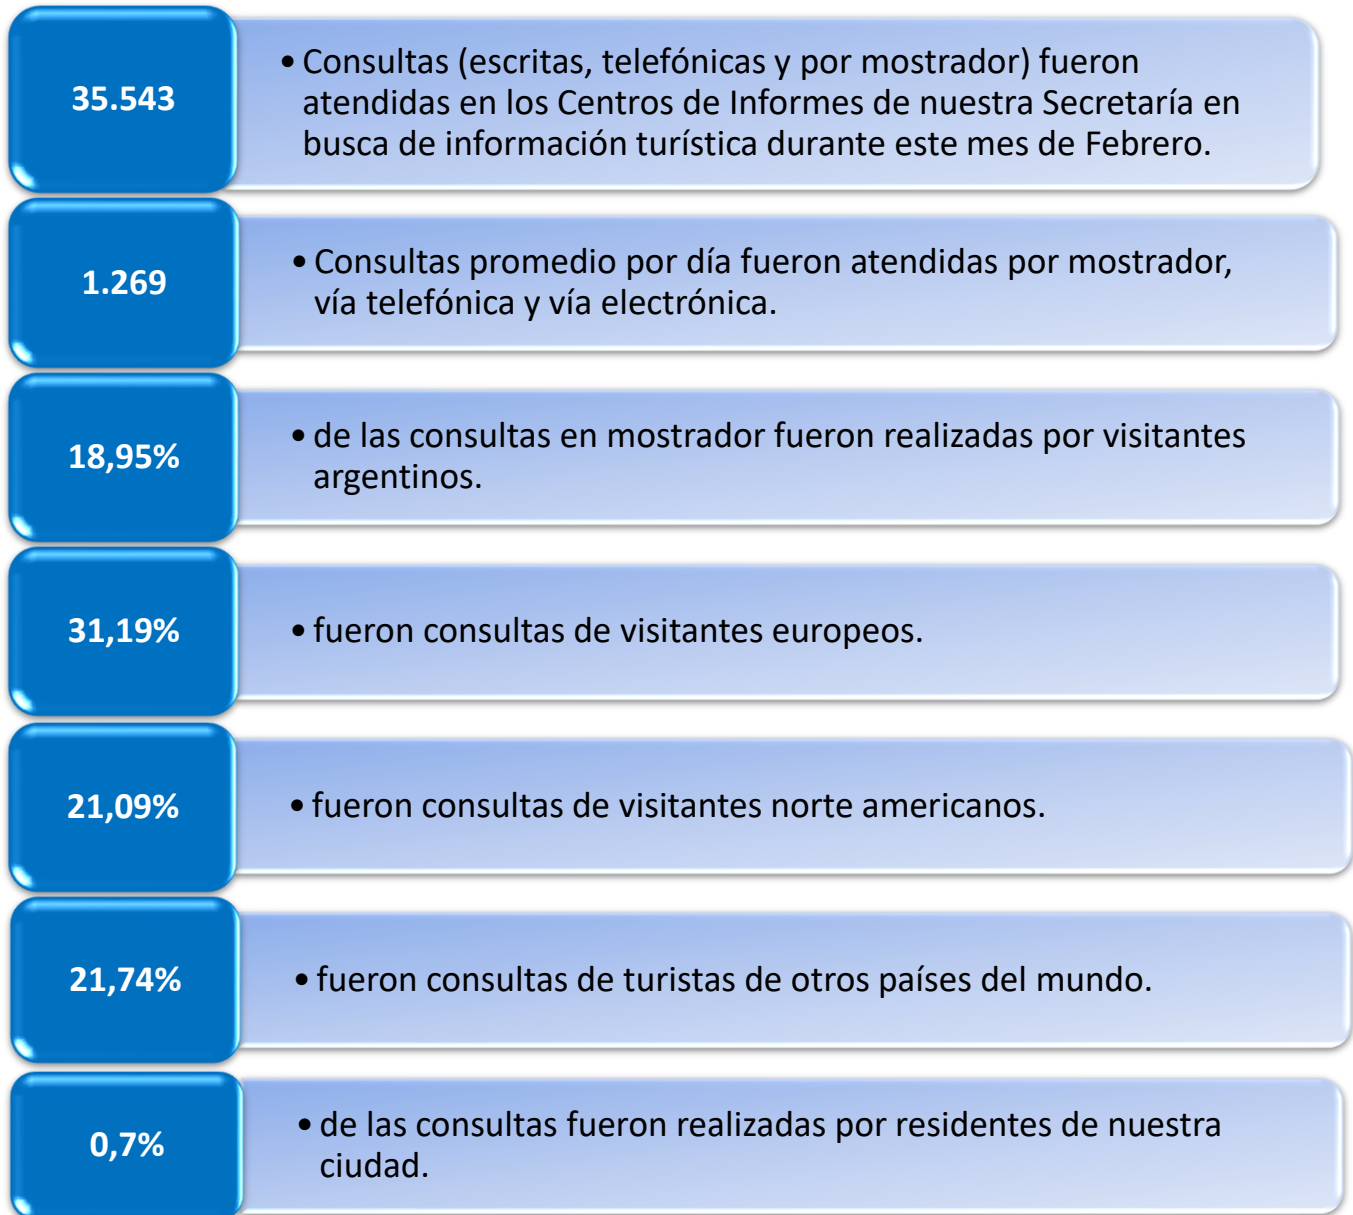 35.543
• Consultas (escritas, telefónicas y por mostrador) fueron
atendidas en los Centros de Informes de nuestra Secretaría en
busca de información turística durante este mes de Febrero.
1.269
• Consultas promedio por día fueron atendidas por mostrador,
vía telefónica y vía electrónica.
18,95%
• de las consultas en mostrador fueron realizadas por visitantes
argentinos.
31,19%
• fueron consultas de visitantes europeos.
21,09%
• fueron consultas de visitantes norte americanos.
21,74%
• fueron consultas de turistas de otros países del mundo.
0,7%
• de las consultas fueron realizadas por residentes de nuestra
ciudad.